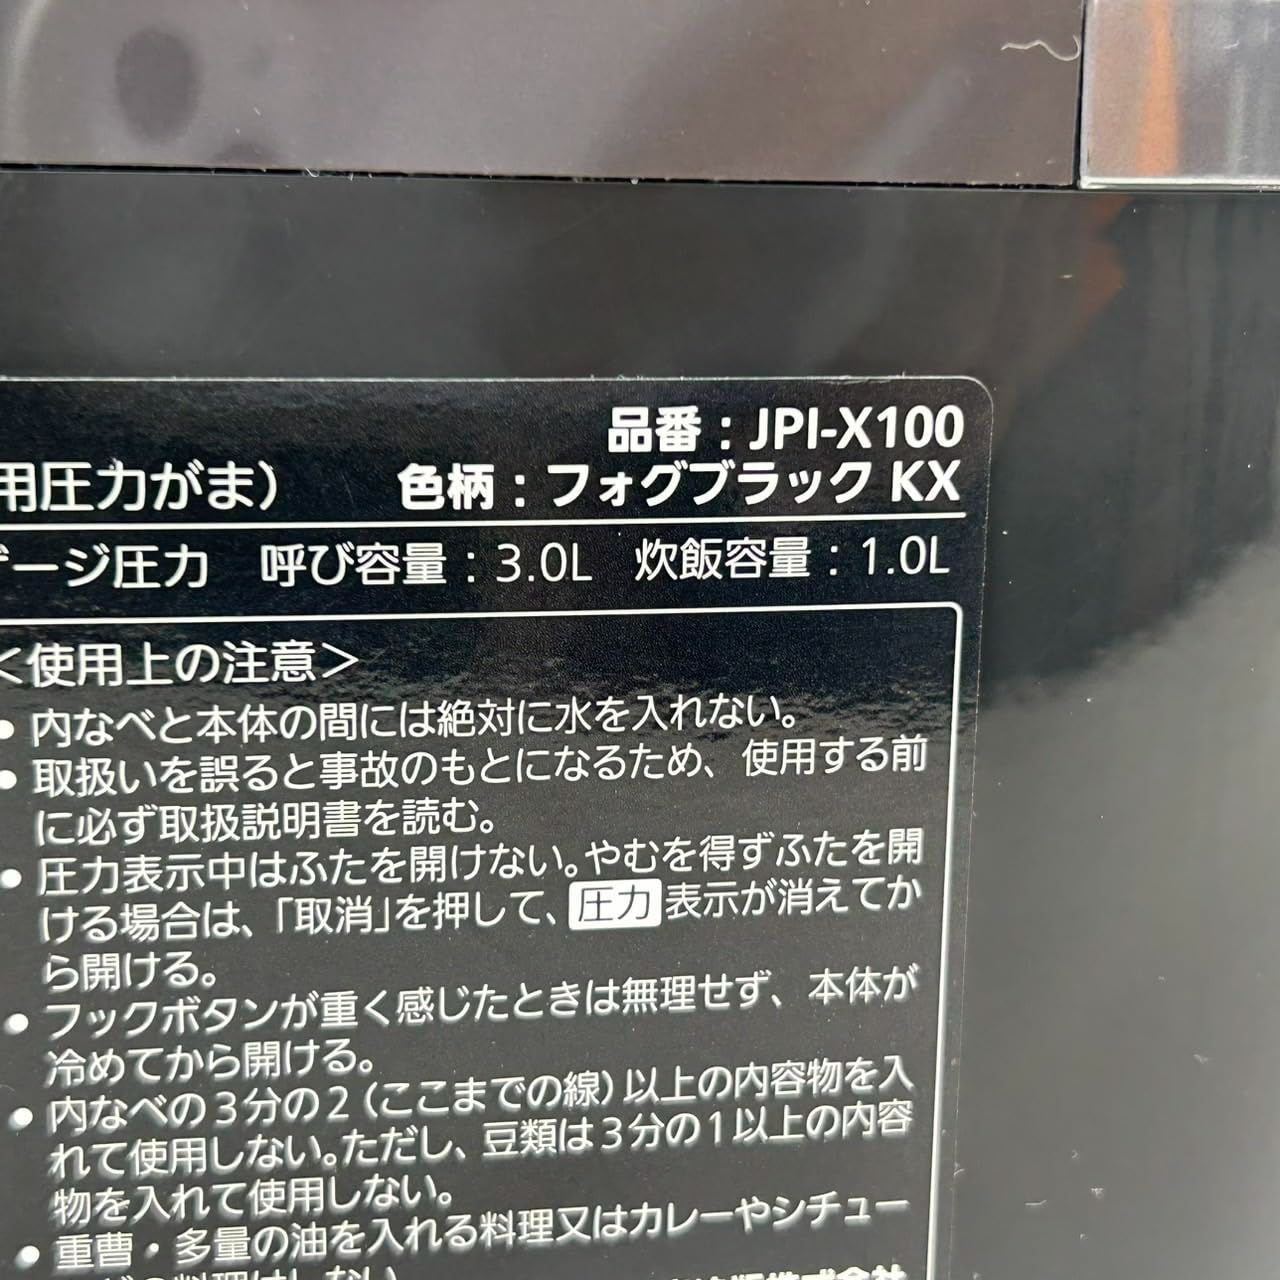 品番：JPI-X100
用圧力がま） 色柄：フォグブラック KX
ゲージ圧力 呼び容量：3.0L 炊飯容量：1.0L
＜使用上の注意＞
● 内なべと本体の間には絶対に水を入れない。
● 取扱いを誤ると事故のもとになるため、使用する前
に必ず取扱説明書を読む。
● 圧力表示中はふたを開けない。やむを得ずふたを開
ける場合は、「取消」を押して、圧力表示が消えてか
ら開ける。
● フックボタンが重く感じたときは無理せず、本体が
冷めてから開ける。
● 内なべの3分の2（ここまでの線）以上の内容物を入
れて使用しない。ただし、豆類は3分の1以上の内容
物を入れて使用しない。
● 重曹・多量の油を入れる料理又はカレーやシチュー
の料理はしない
株式会社